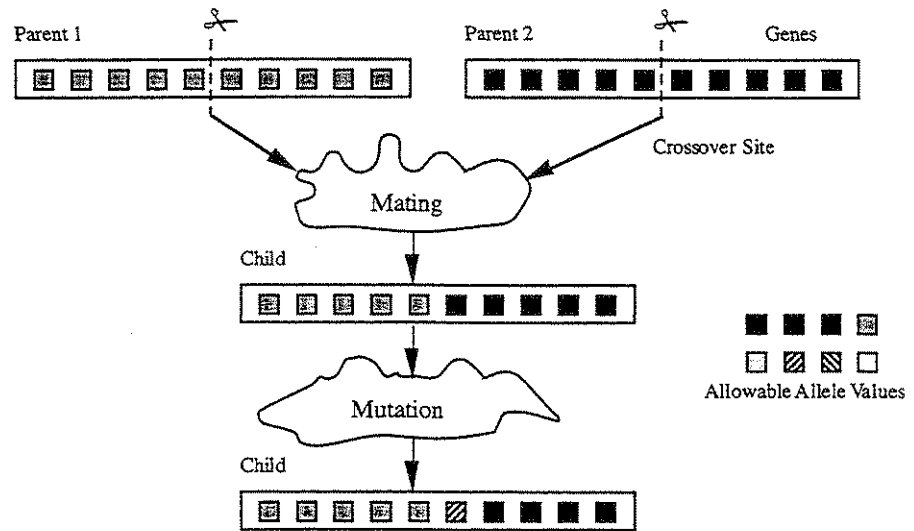 Parent 1
Parent 2
Genes
Crossover Site
Mating
Child
Allowable Allele Values
Mutation
Child